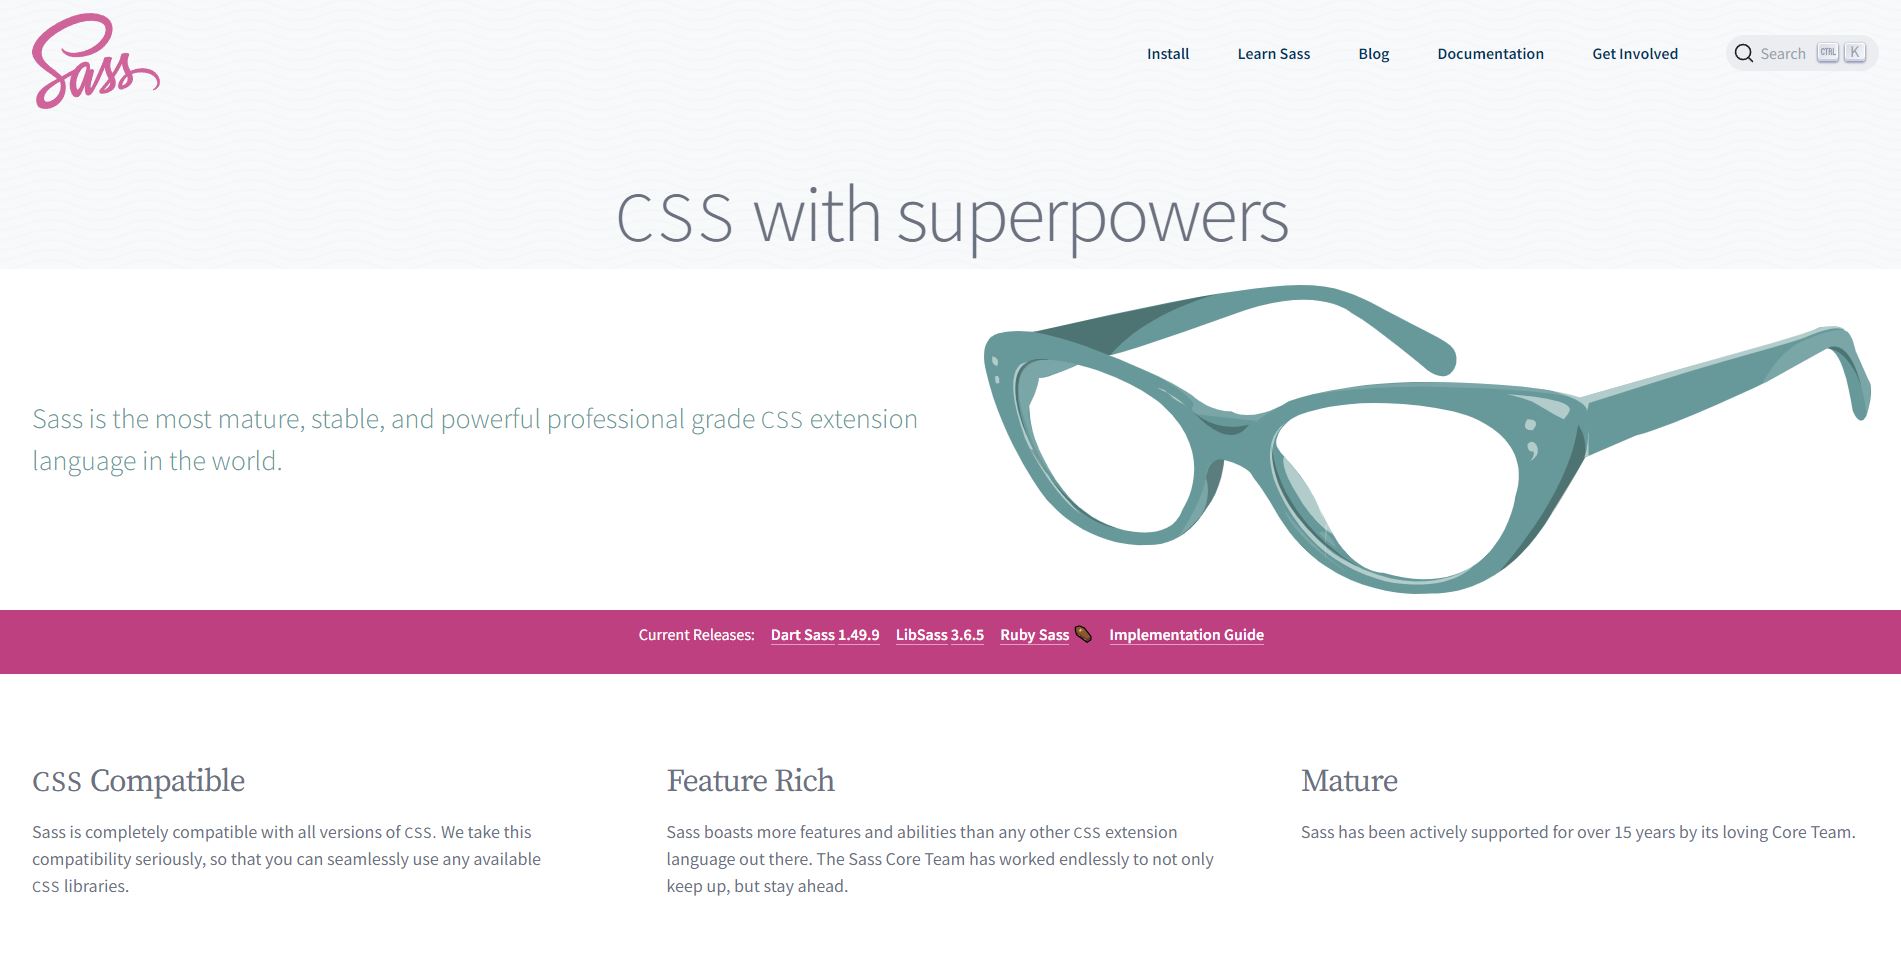 Sass
Install Learn Sass Blog Documentation Get Involved Search CTRL K
CSS with superpowers
Sass is the most mature, stable, and powerful professional grade CSS extension
language in the world.
Current Releases: Dart Sass 1.49.9 LibSass 3.6.5 Ruby Sass ⚰️ Implementation Guide
CSS Compatible
Sass is completely compatible with all versions of CSS. We take this
compatibility seriously, so that you can seamlessly use any available
CSS libraries.
Feature Rich
Sass boasts more features and abilities than any other CSS extension
language out there. The Sass Core Team has worked endlessly to not only
keep up, but stay ahead.
Mature
Sass has been actively supported for over 15 years by its loving Core Team.